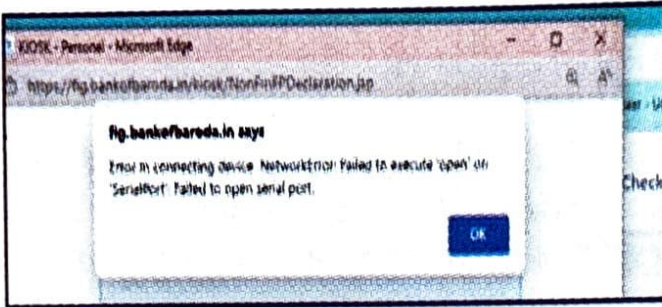 KIOSK - Personal - Microsoft Edge
https://fig.bankofbaroda.in/kiosk/NonFinFPDeclaration.jsp
fig.bankofbaroda.in says
Error in connecting device. NetworkError: Failed to execute 'open' on
'SerialPort': Failed to open serial port.
Check
OK